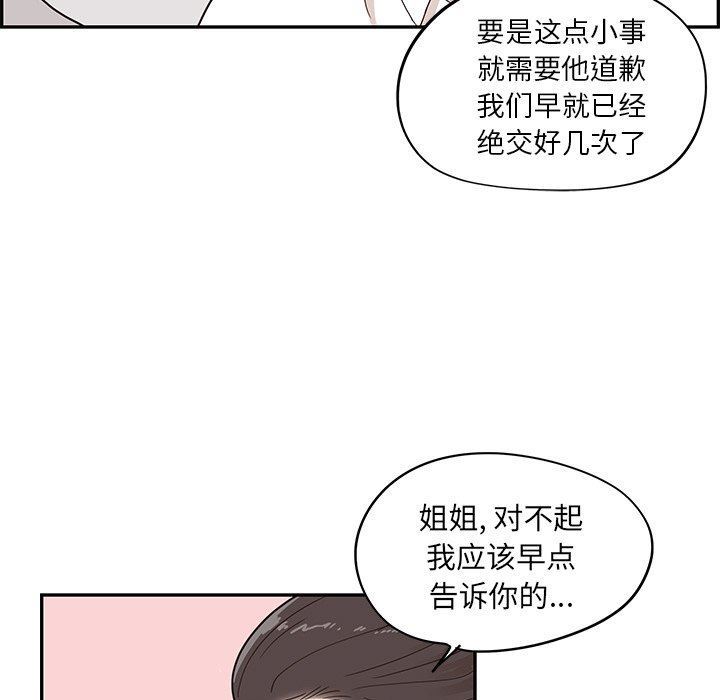 要是这点小事
就需要他道歉
我们早就已经
绝交好几次了
姐姐, 对不起
我应该早点
告诉你的...